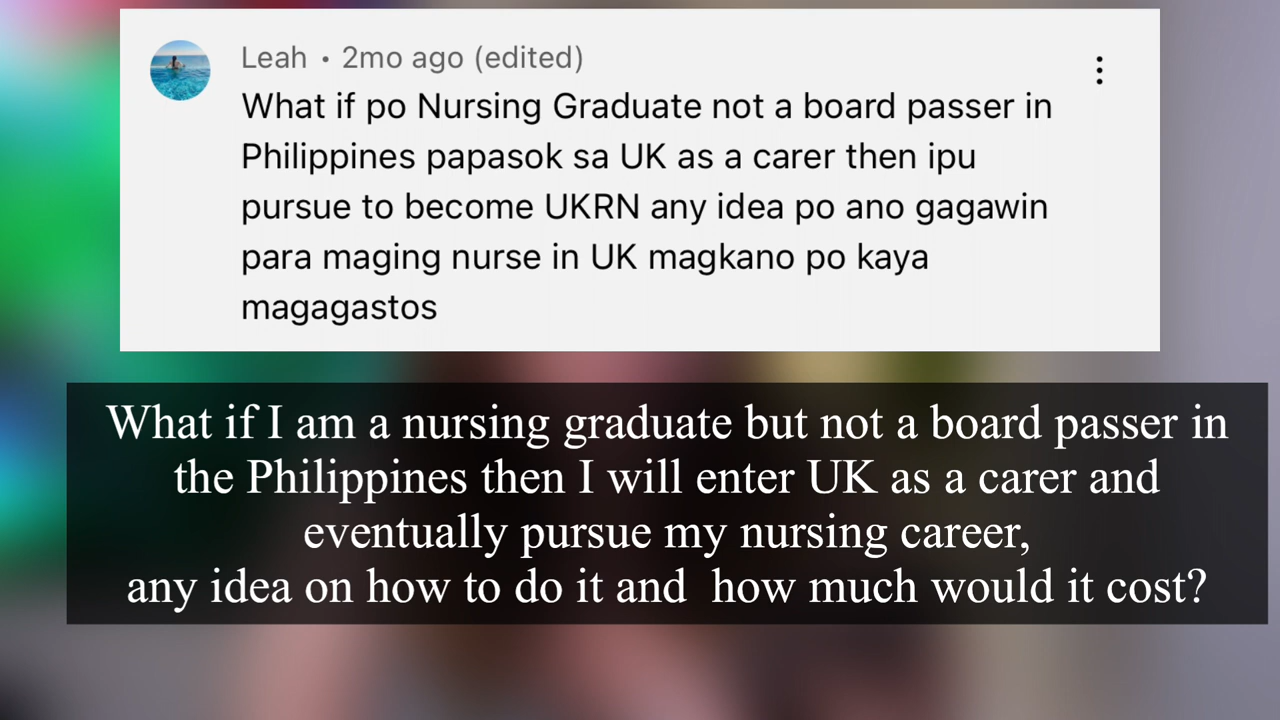 Leah • 2mo ago (edited)
What if po Nursing Graduate not a board passer in
Philippines papasok sa UK as a carer then ipu
pursue to become UKRN any idea po ano gagawin
para maging nurse in UK magkano po kaya
magagastos
What if I am a nursing graduate but not a board passer in
the Philippines then I will enter UK as a carer and
eventually pursue my nursing career,
any idea on how to do it and  how much would it cost?